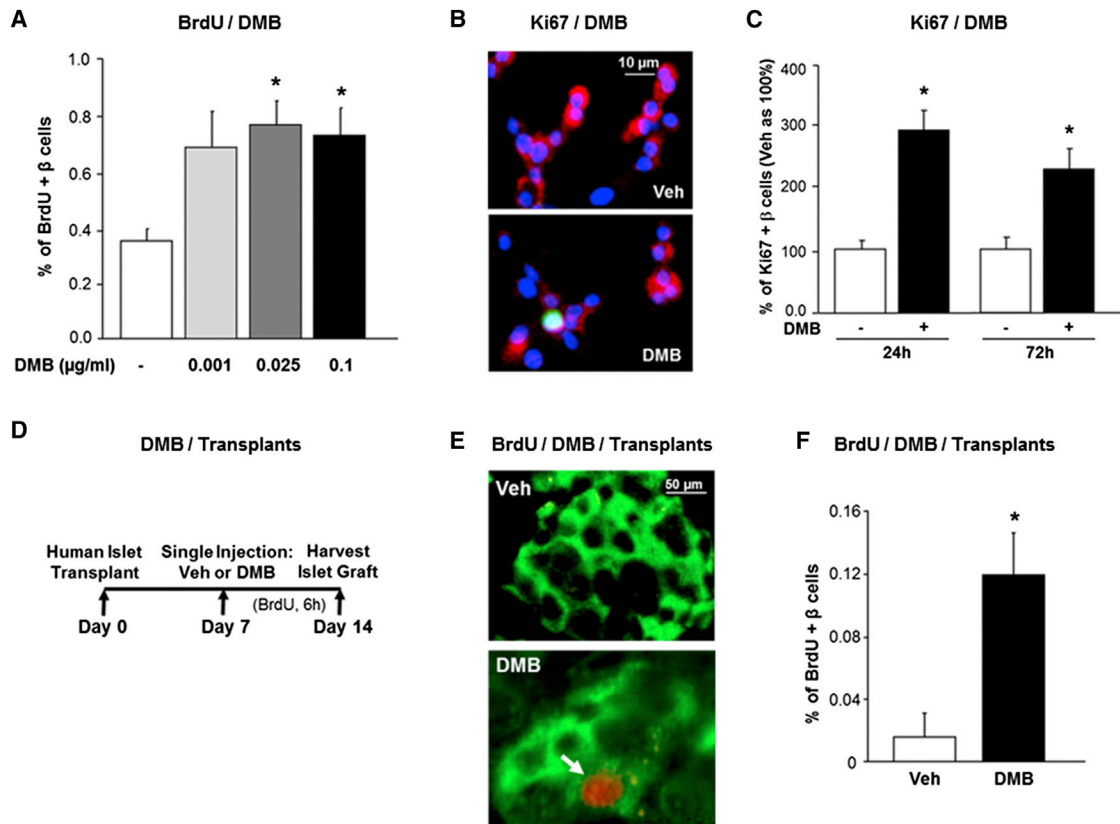 A
BrdU / DMB
% of BrdU + β cells
1.0
0.8
0.6
0.4
0.2
0.0
*
*
DMB (µg/ml)
-
0.001
0.025
0.1
B
Ki67 / DMB
10 µm
Veh
DMB
C
Ki67 / DMB
% of Ki67 + β cells (Veh as 100%)
400
300
200
100
0.0
*
*
DMB
-
+
-
+
24h
72h
D
DMB / Transplants
Human Islet
Transplant
Single Injection:
Veh or DMB
Harvest
Islet Graft
(BrdU, 6h)
Day 0
Day 7
Day 14
E
BrdU / DMB / Transplants
Veh
50 µm
DMB
F
BrdU / DMB / Transplants
% of BrdU + β cells
0.16
0.12
0.08
0.04
0
*
Veh
DMB